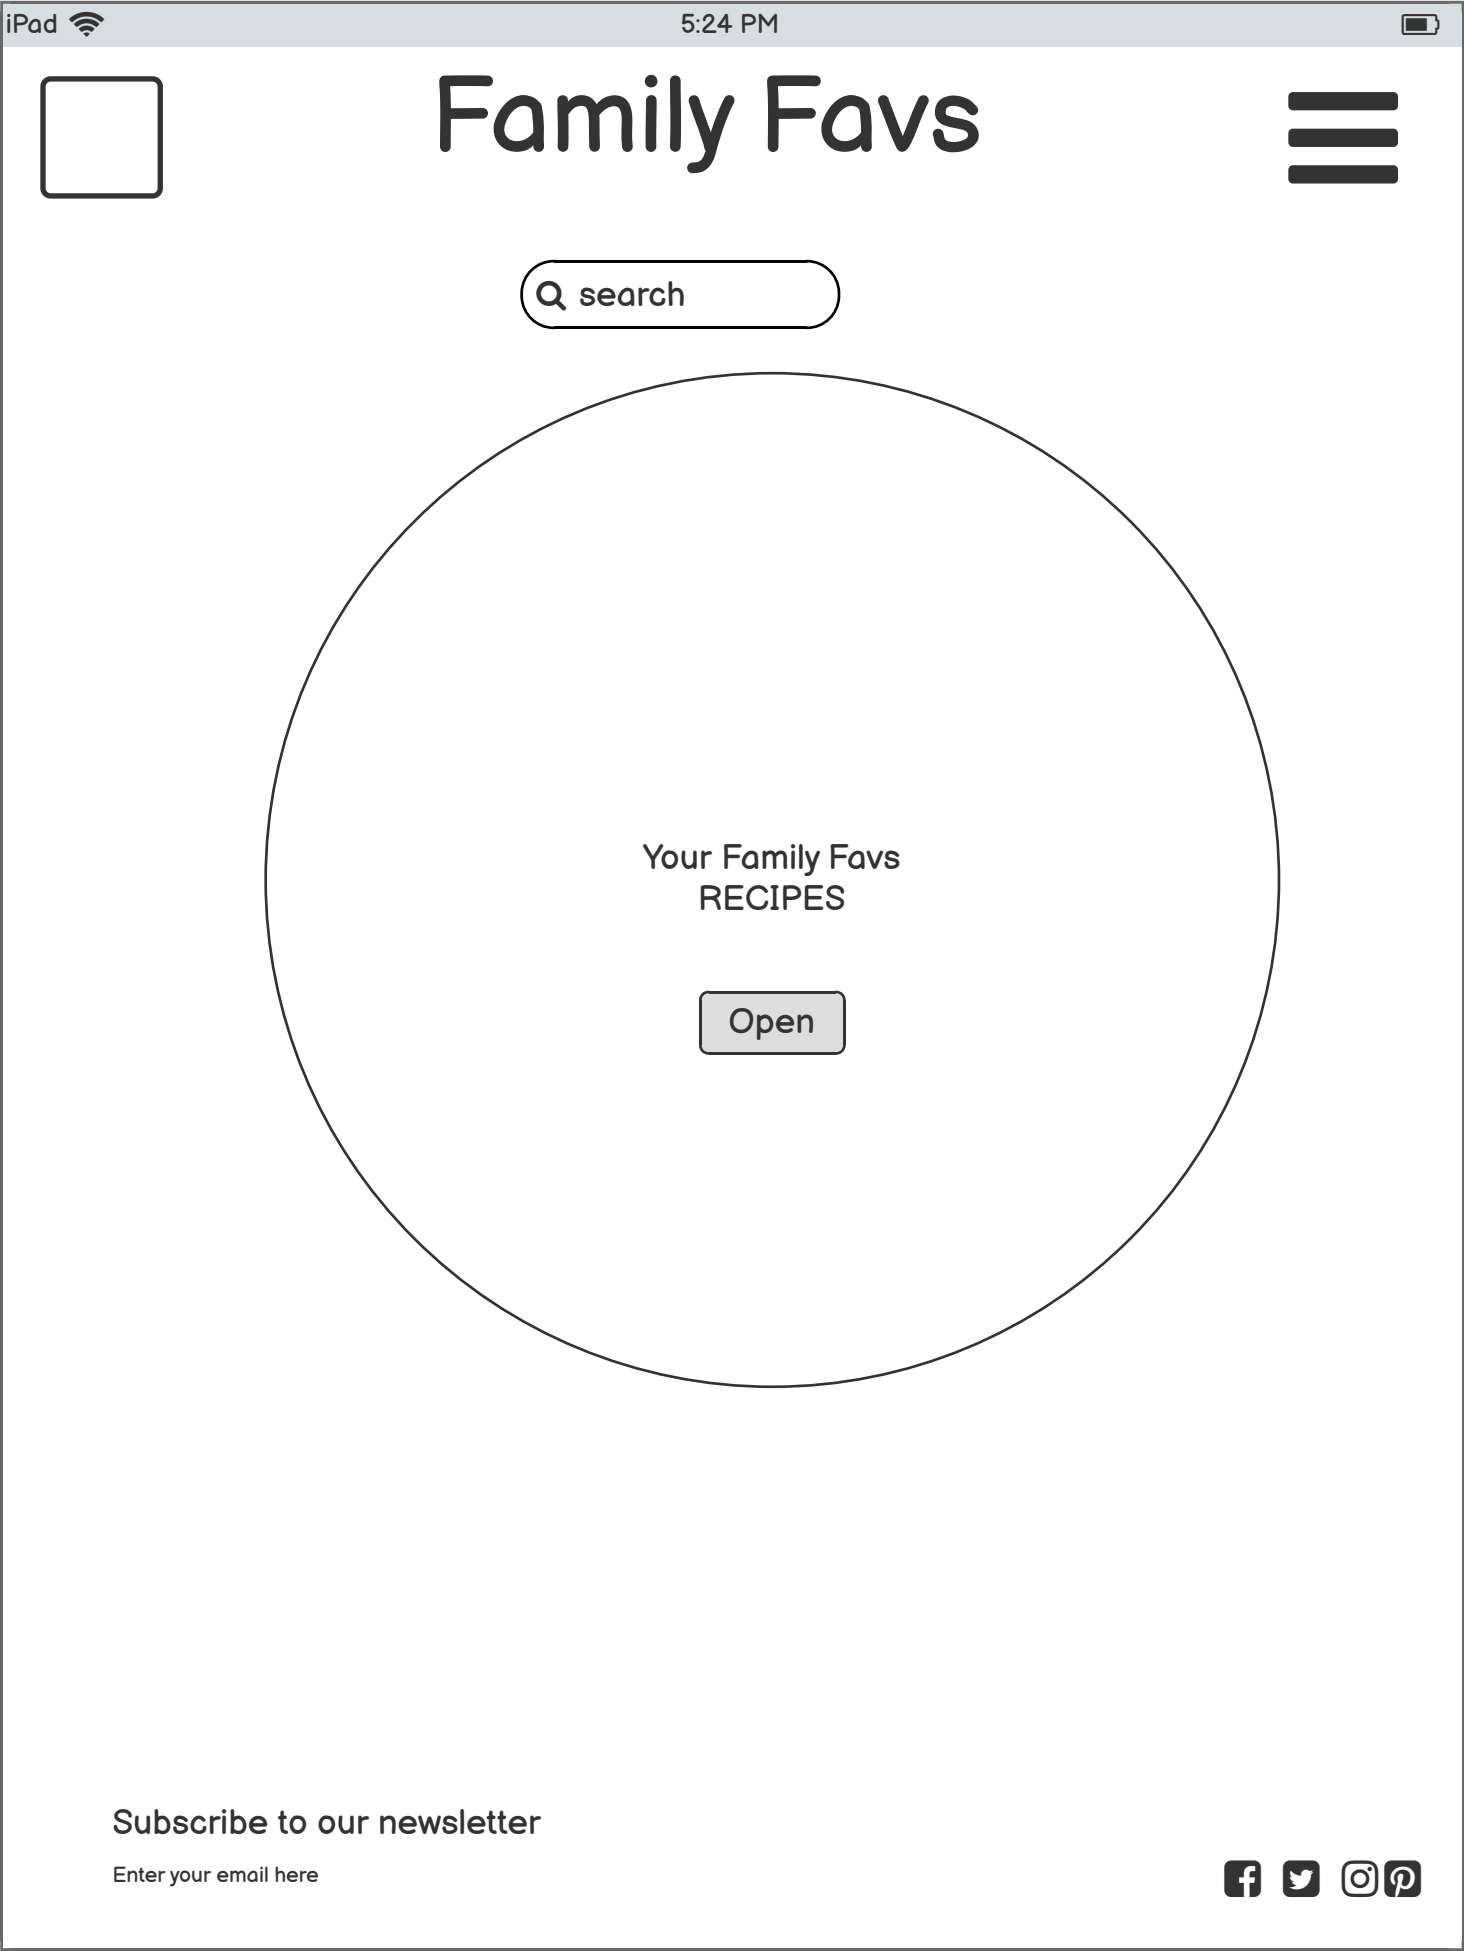 iPad
5:24 PM
Family Favs
search
Your Family Favs
RECIPES
Open
Subscribe to our newsletter
Enter your email here